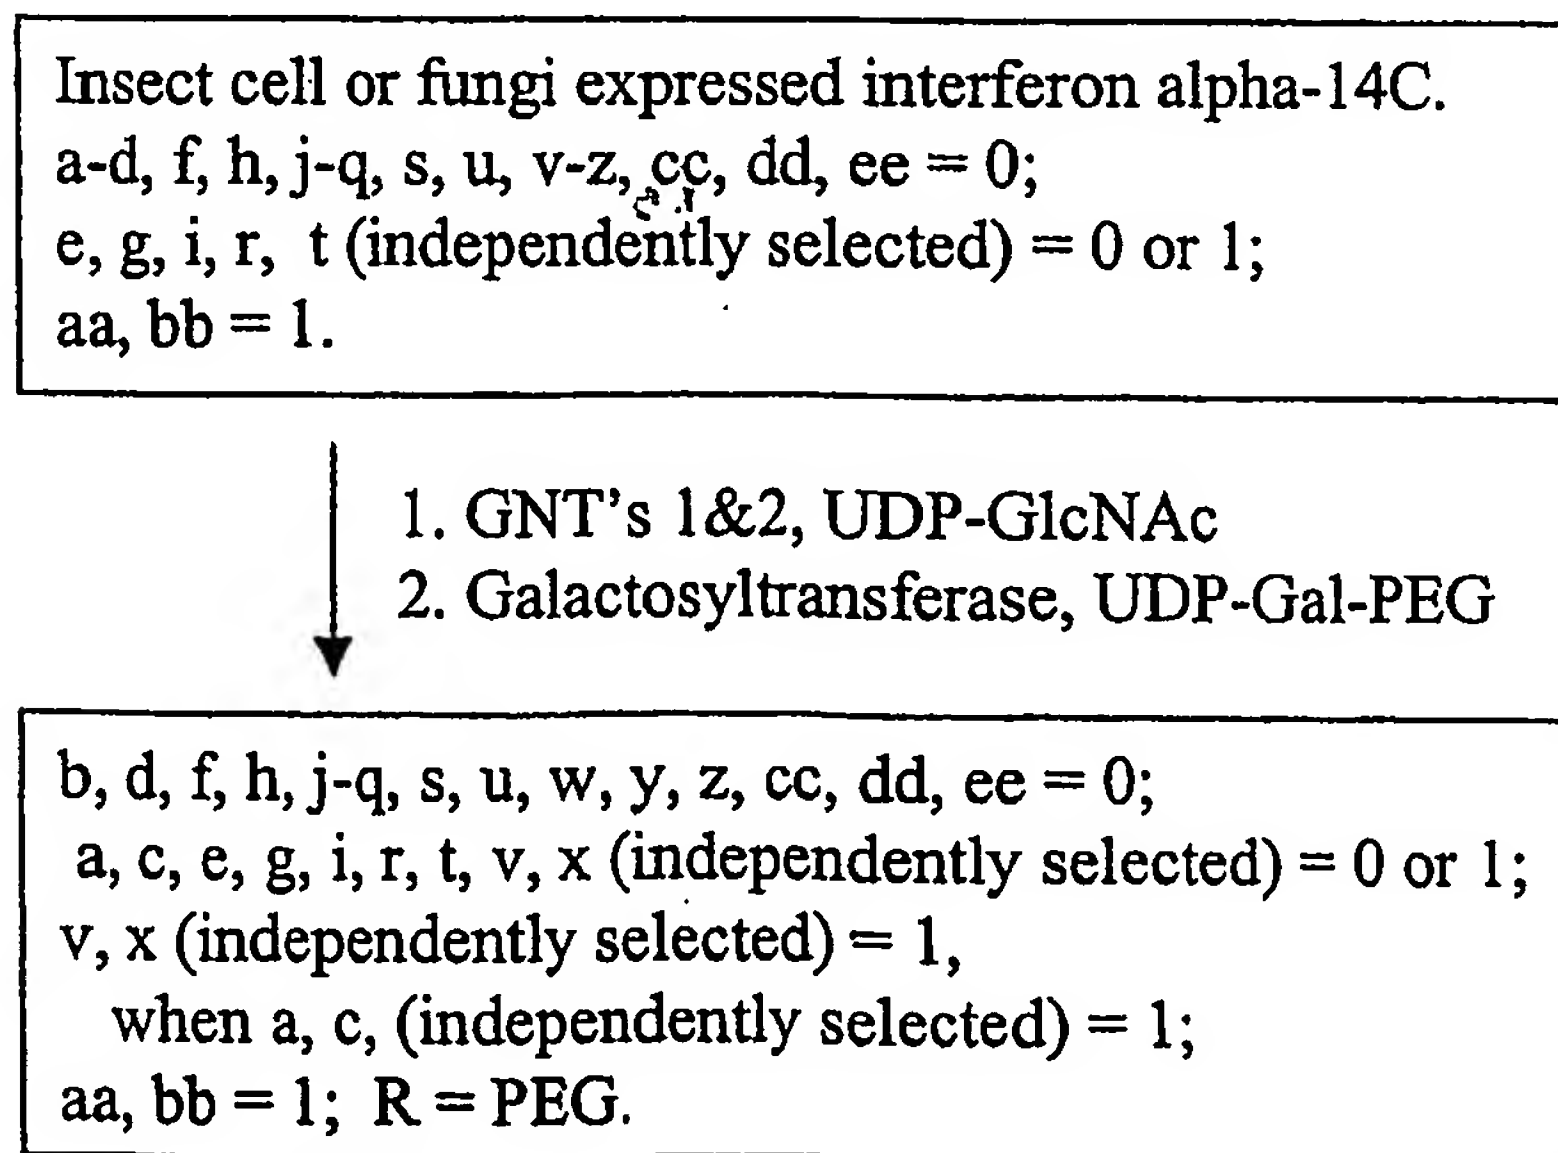 Insect cell or fungi expressed interferon alpha-14C.
a-d, f, h, j-q, s, u, v-z, cc, dd, ee = 0;
e, g, i, r, t (independently selected) = 0 or 1;
aa, bb = 1.
1. GNT's 1&2, UDP-GlcNAc
2. Galactosyltransferase, UDP-Gal-PEG
b, d, f, h, j-q, s, u, w, y, z, cc, dd, ee = 0;
a, c, e, g, i, r, t, v, x (independently selected) = 0 or 1;
v, x (independently selected) = 1,
when a, c, (independently selected) = 1;
aa, bb = 1; R = PEG.